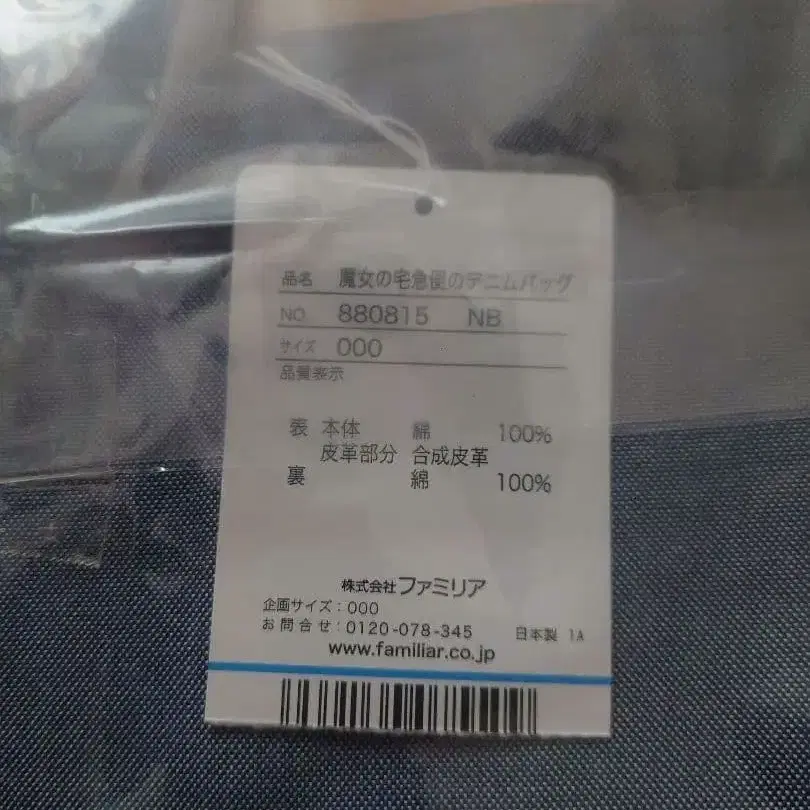 品名 魔女の宅急便のデニムバッグ
NO 880815 NB
サイズ 000
品質表示
表 本体 綿 100%
皮革部分 合成皮革
裏 綿 100%
株式会社ファミリア
企画サイズ：000
お問合せ：0120-078-345 日本製 1A
www.familiar.co.jp